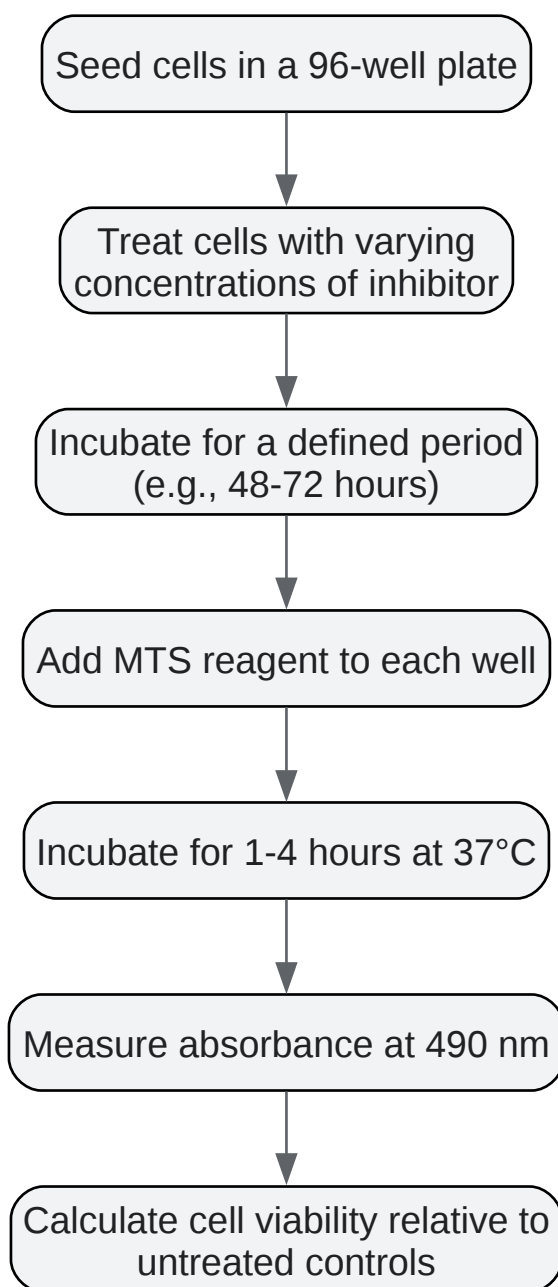 Seed cells in a 96-well plate
Treat cells with varying
concentrations of inhibitor
Incubate for a defined period
(e.g., 48-72 hours)
Add MTS reagent to each well
Incubate for 1-4 hours at 37°C
Measure absorbance at 490 nm
Calculate cell viability relative to
untreated controls